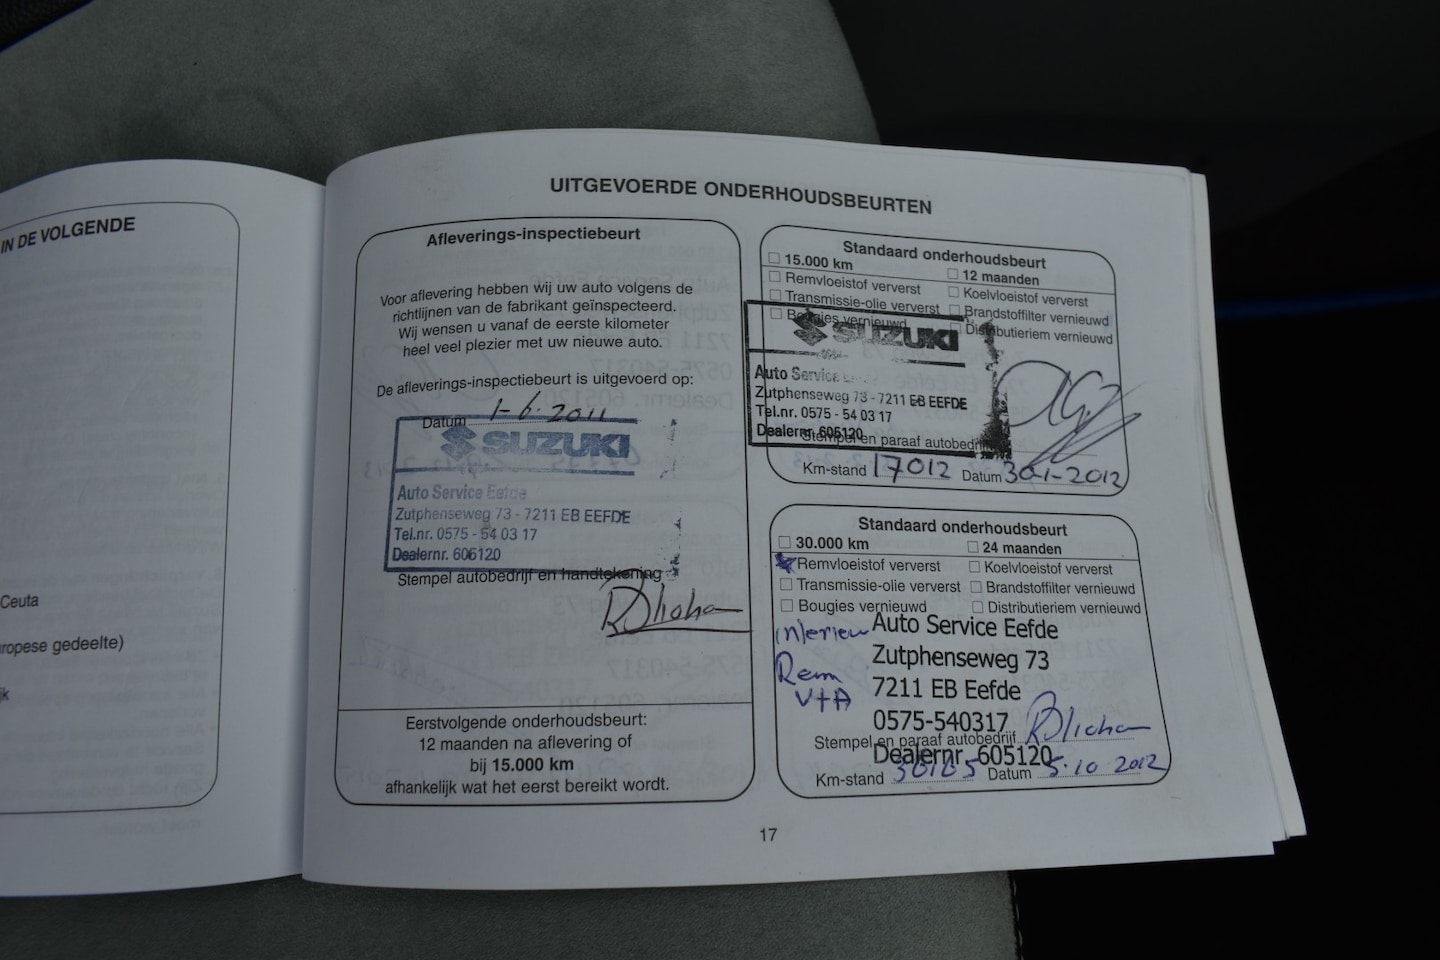 IN DE VOLGENDE
Ceuta
ropese gedeelte)
UITGEVOERDE ONDERHOUDSBEURTEN
Afleverings-inspectiebeurt
Voor aflevering hebben wij uw auto volgens de
richtlijnen van de fabrikant geïnspecteerd.
Wij wensen u vanaf de eerste kilometer
heel veel plezier met uw nieuwe auto.
De afleverings-inspectiebeurt is uitgevoerd op:
Datum 1-6-2011
SUZUKI
Auto Service Eefde
Zutphenseweg 73 - 7211 EB EEFDE
Tel.nr. 0575 - 54 03 17
Dealernr. 605120
Stempel autobedrijf en handtekening
Eerstvolgende onderhoudsbeurt:
12 maanden na aflevering of
bij 15.000 km
afhankelijk wat het eerst bereikt wordt.
Standaard onderhoudsbeurt
15.000 km 12 maanden
Remvloeistof ververst Koelvloeistof ververst
Transmissie-olie ververst Brandstoffilter vernieuwd
Bougies vernieuwd Distributieriem vernieuwd
SUZUKI
Auto Service
Zutphenseweg 73 - 7211 EB EEFDE
Tel.nr. 0575 - 54 03 17
Dealernr. 605120
Stempel en paraaf autobedrijf
Km-stand 17012 Datum 30-1-2012
Standaard onderhoudsbeurt
30.000 km 24 maanden
Remvloeistof ververst Koelvloeistof ververst
Transmissie-olie ververst Brandstoffilter vernieuwd
Bougies vernieuwd Distributieriem vernieuwd
interieur
Rem
V+A
Auto Service Eefde
Zutphenseweg 73
7211 EB Eefde
0575-540317
Stempel en paraaf autobedrijf
Dealernr. 605120
Km-stand 30105 Datum 5-10 2012
17